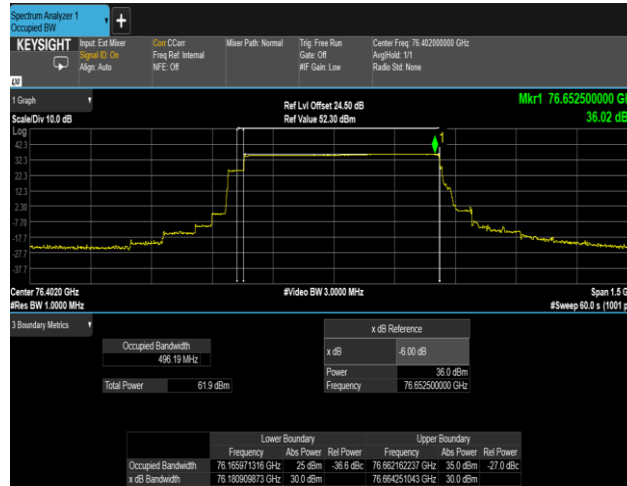 Spectrum Analyzer 1
Occupied BW
+
KEYSIGHT Input: Ext Mixer Corr CCorr Mixer Path: Normal Trig: Free Run Center Freq: 76.402000000 GHz
Signal ID: On Freq Ref: Internal Gate: Off Avg|Hold: 1/1
Align: Auto NFE: Off #IF Gain: Low Radio Std: None
LXI
1 Graph Ref Lvl Offset 24.50 dB Mkr1 76.652500000 G
Scale/Div 10.0 dB Ref Value 52.30 dBm 36.02 dB
Log
42.3
1
32.3
22.3
12.3
2.30
-7.70
-17.7
-27.7
-37.7
Center 76.4020 GHz #Video BW 3.0000 MHz Span 1.5 G
#Res BW 1.0000 MHz #Sweep 60.0 s (1001 p
3 Boundary Metrics
x dB Reference
Occupied Bandwidth
496.19 MHz
x dB -6.00 dB
Power 36.0 dBm
Total Power 61.9 dBm
Frequency 76.652500000 GHz
Lower Boundary Upper Boundary
Frequency Abs Power Rel Power Frequency Abs Power Rel Power
Occupied Bandwidth 76.165971316 GHz 25 dBm -36.6 dBc 76.662162237 GHz 35.0 dBm -27.0 dBc
x dB Bandwidth 76.180909873 GHz 30.0 dBm 76.664251043 GHz 30.0 dBm